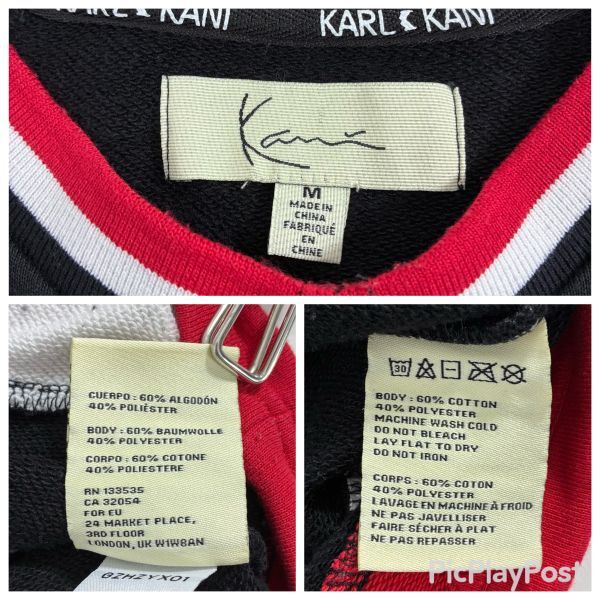 KARL KANI
KARL KANI
Kani
M
MADE IN
CHINA
FABRIQUÉ
EN
CHINE
CUERPO : 60% ALGODÓN
40% POLIÉSTER
BODY : 60% BAUMWOLLE
40% POLYESTER
CORPO : 60% COTONE
40% POLIESTERE
RN 133535
CA 32054
FOR EU
24 MARKET PLACE,
3RD FLOOR
LONDON, UK W1W8AN
GZHZYX01
30
BODY : 60% COTTON
40% POLYESTER
MACHINE WASH COLD
DO NOT BLEACH
LAY FLAT TO DRY
DO NOT IRON
CORPS : 60% COTON
40% POLYESTER
LAVAGE EN MACHINE À FROID
NE PAS JAVELLISER
FAIRE SÉCHER À PLAT
NE PAS REPASSER
PicPlayPost